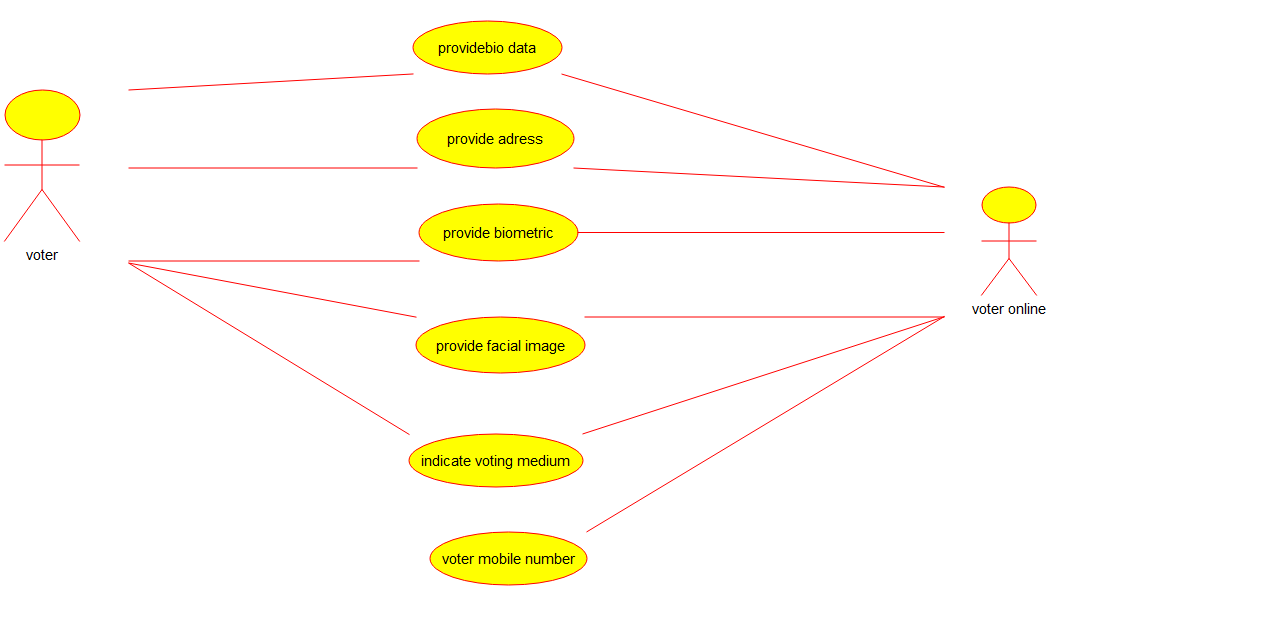 providebio data
provide adress
voter
provide biometric
voter online
provide facial image
indicate voting medium
voter mobile number